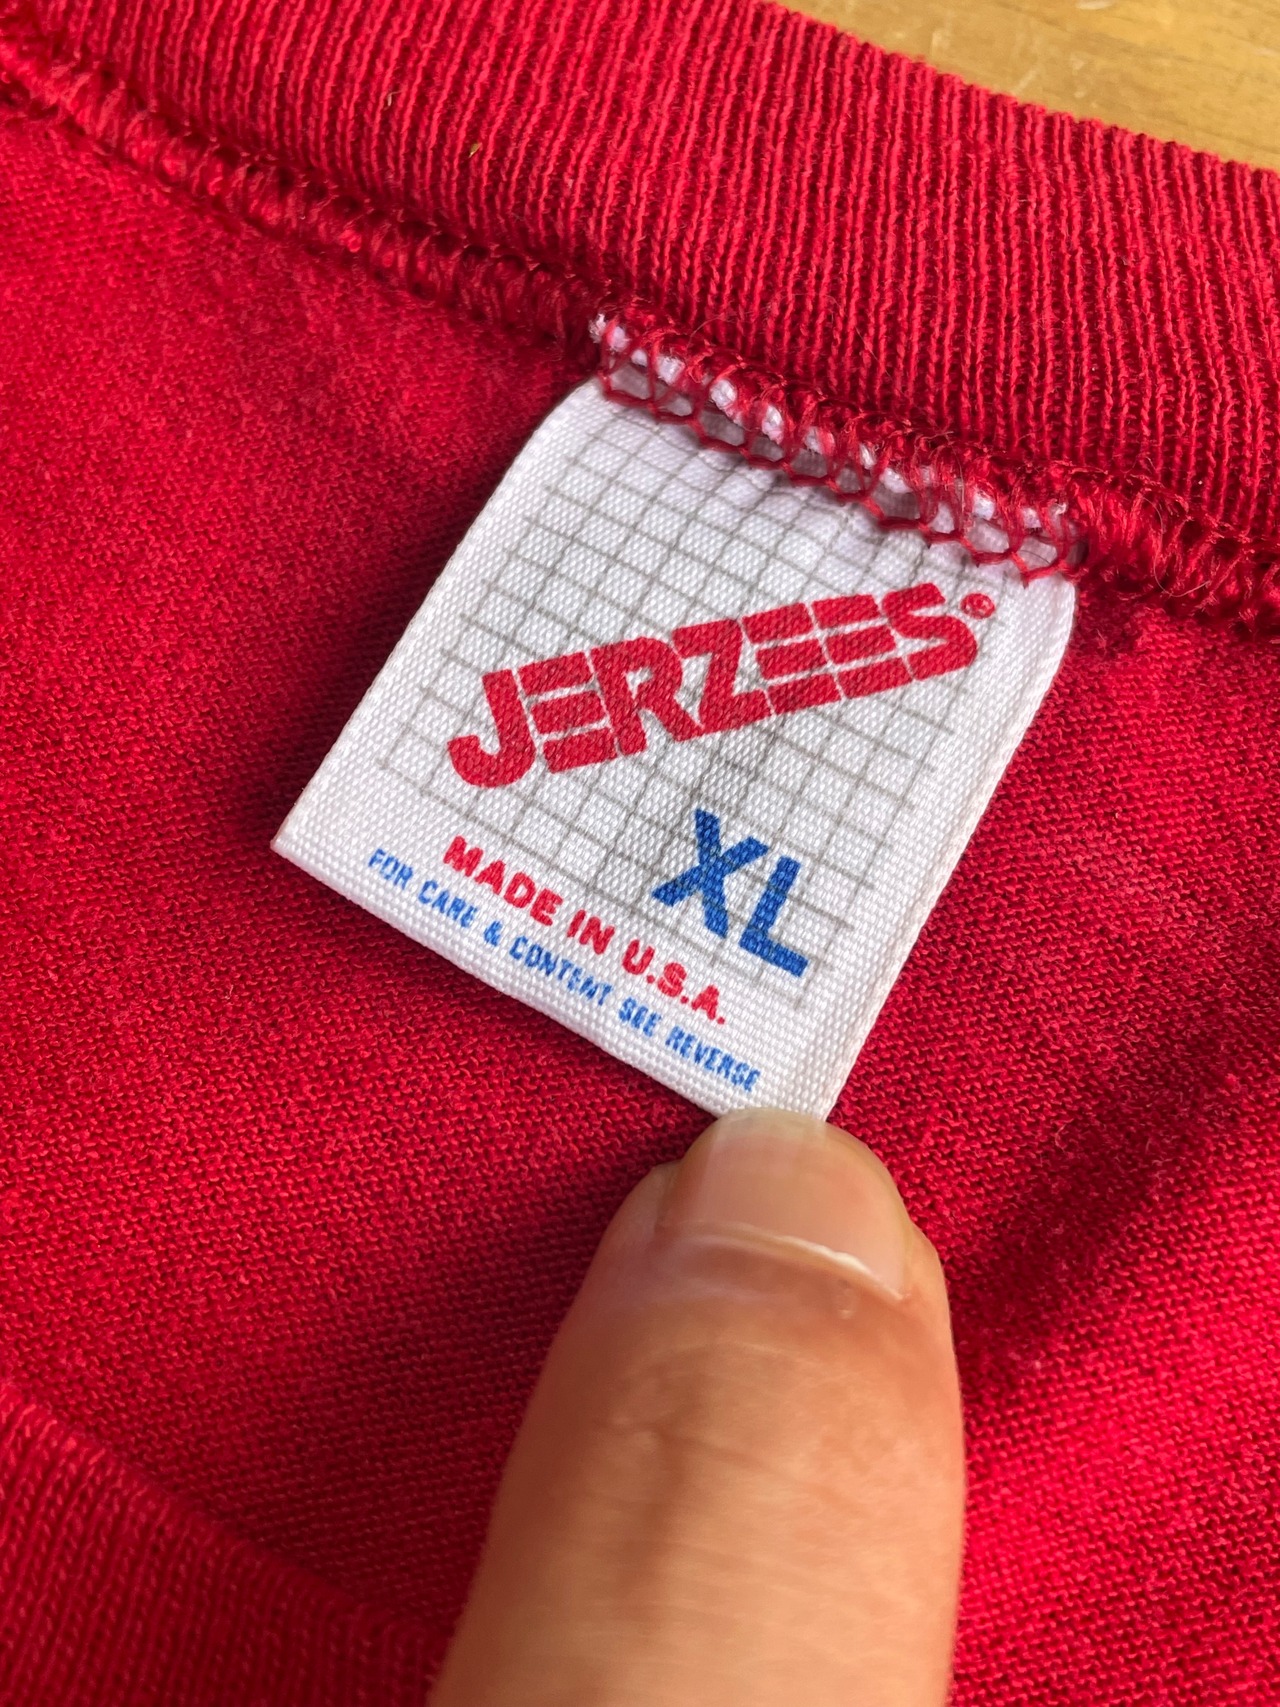 JERZEES®
XL
MADE IN U.S.A.
FOR CARE & CONTENT SEE REVERSE